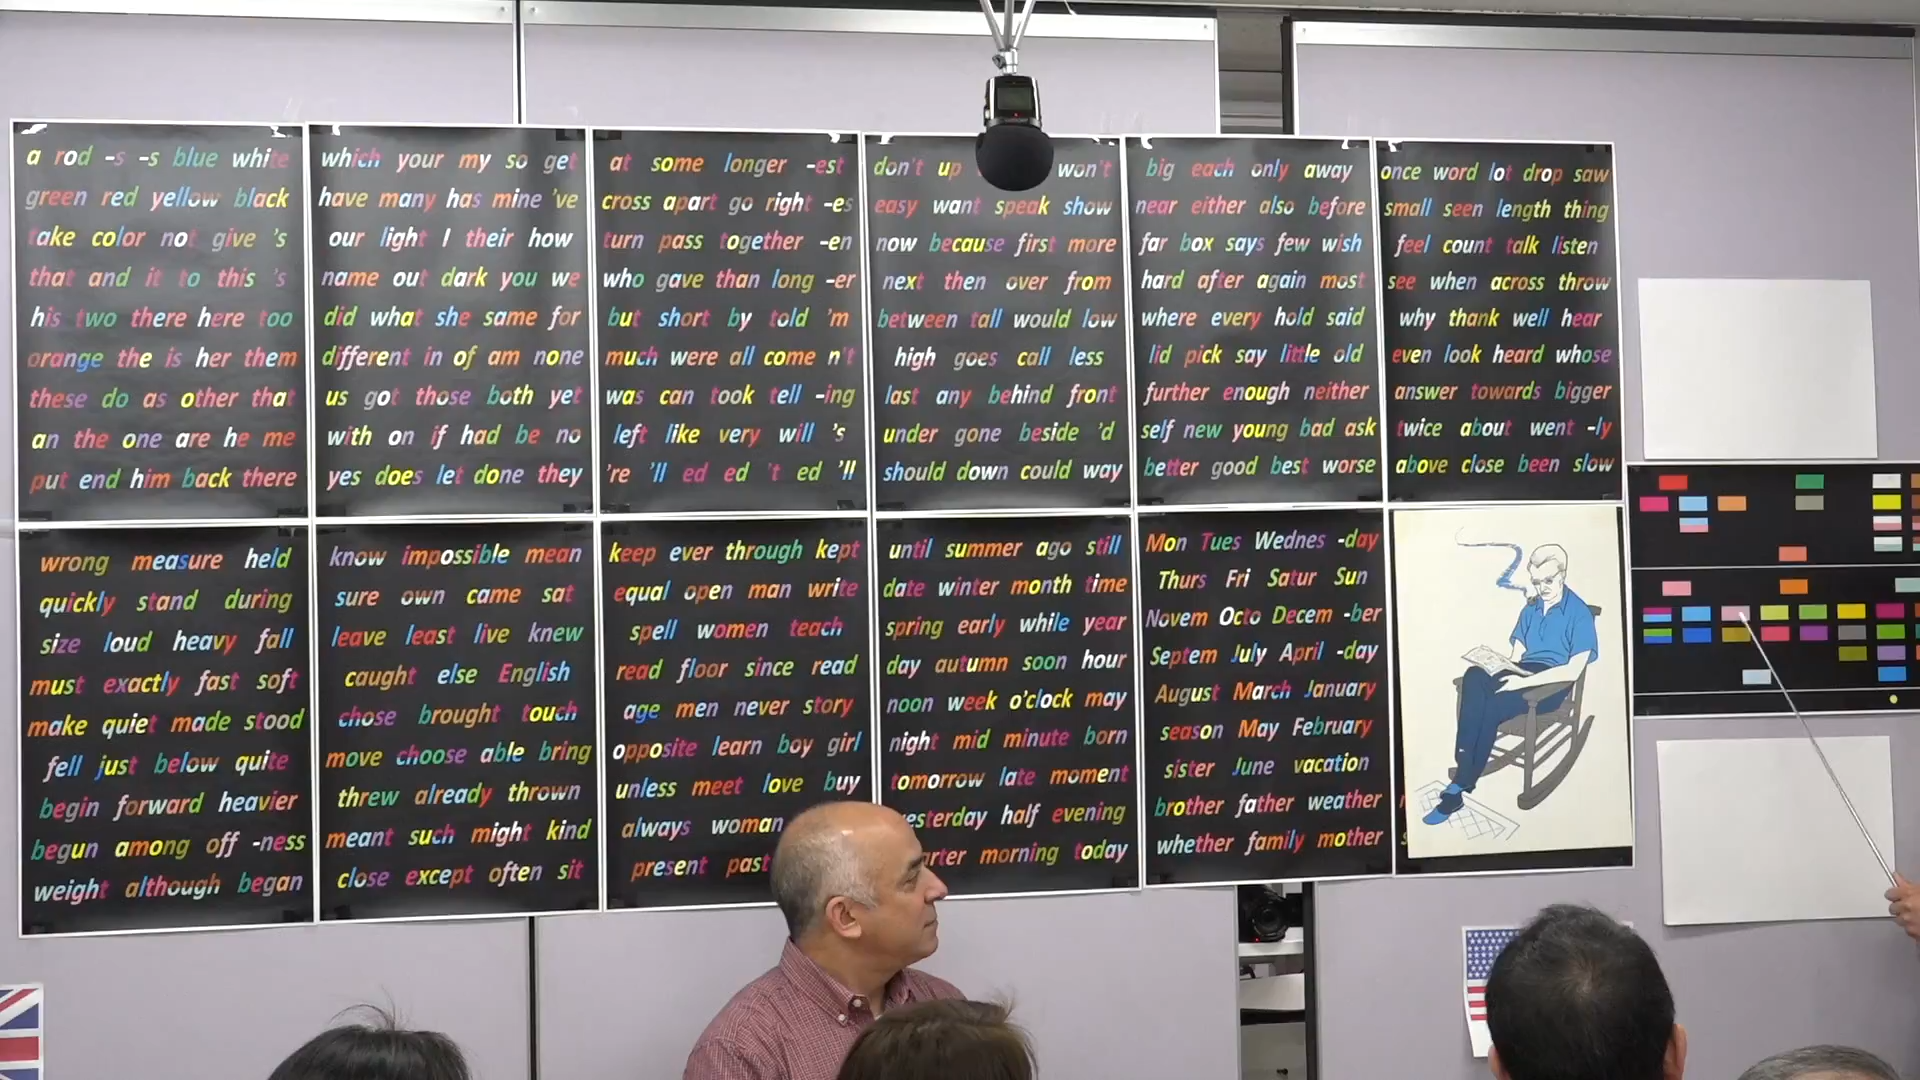 a rod -s -s blue white
green red yellow black
take color not give 's
that and it to this 's
his two there here too
orange the is her them
these do as other that
an the one are he me
put end him back there
which your my so get
have many has mine 've
our light I their how
name out dark you we
did what she same for
different in of am none
us got those both yet
with on if had be no
yes does let done they
at some longer -est
cross apart go right -es
turn pass together -en
who gave than long -er
but short by told 'm
much were all come n't
was can took tell -ing
left like very will 's
're 'll ed ed 't ed 'll
don't up won't
easy want speak show
now because first more
next then over from
between tall would low
high goes call less
last any behind front
under gone beside 'd
should down could way
big each only away
near either also before
far box says few wish
hard after again most
where every hold said
lid pick say little old
further enough neither
self new young bad ask
better good best worse
once word lot drop saw
small seen length thing
feel count talk listen
see when across throw
why thank well hear
even look heard whose
answer towards bigger
twice about went -ly
above close been slow
wrong measure held
quickly stand during
size loud heavy fall
must exactly fast soft
make quiet made stood
fell just below quite
begin forward heavier
begun among off -ness
weight although began
know impossible mean
sure own came sat
leave least live knew
caught else English
chose brought touch
move choose able bring
threw already thrown
meant such might kind
close except often sit
keep ever through kept
equal open man write
spell women teach
read floor since read
age men never story
opposite learn boy girl
unless meet love buy
always woman
present past
until summer ago still
date winter month time
spring early while year
day autumn soon hour
noon week o'clock may
night mid minute born
tomorrow late moment
yesterday half evening
morning today
Mon Tues Wednes -day
Thurs Fri Satur Sun
Novem Octo Decem -ber
Septem July April -day
August March January
season May February
sister June vacation
brother father weather
whether family mother